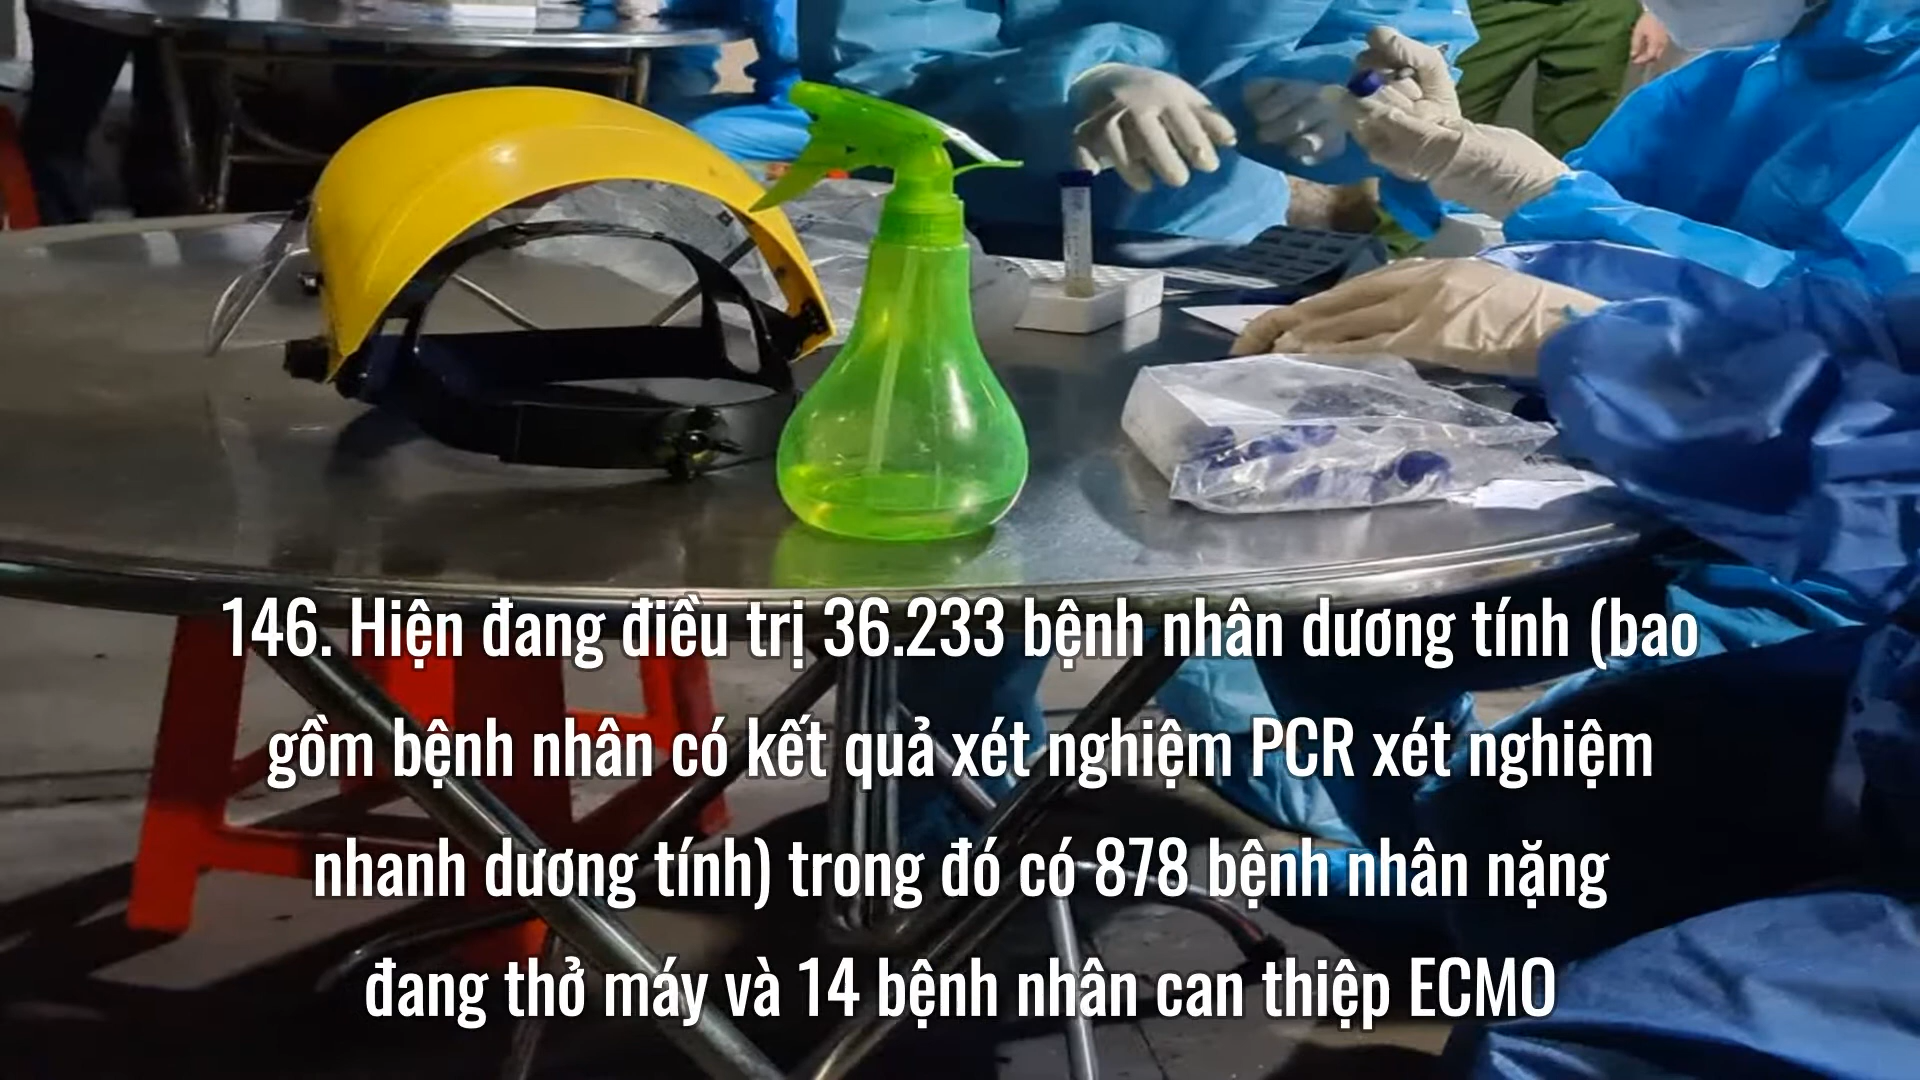 146. Hiện đang điều trị 36.233 bệnh nhân dương tính (bao
gồm bệnh nhân có kết quả xét nghiệm PCR xét nghiệm
nhanh dương tính) trong đó có 878 bệnh nhân nặng
đang thở máy và 14 bệnh nhân can thiệp ECMO